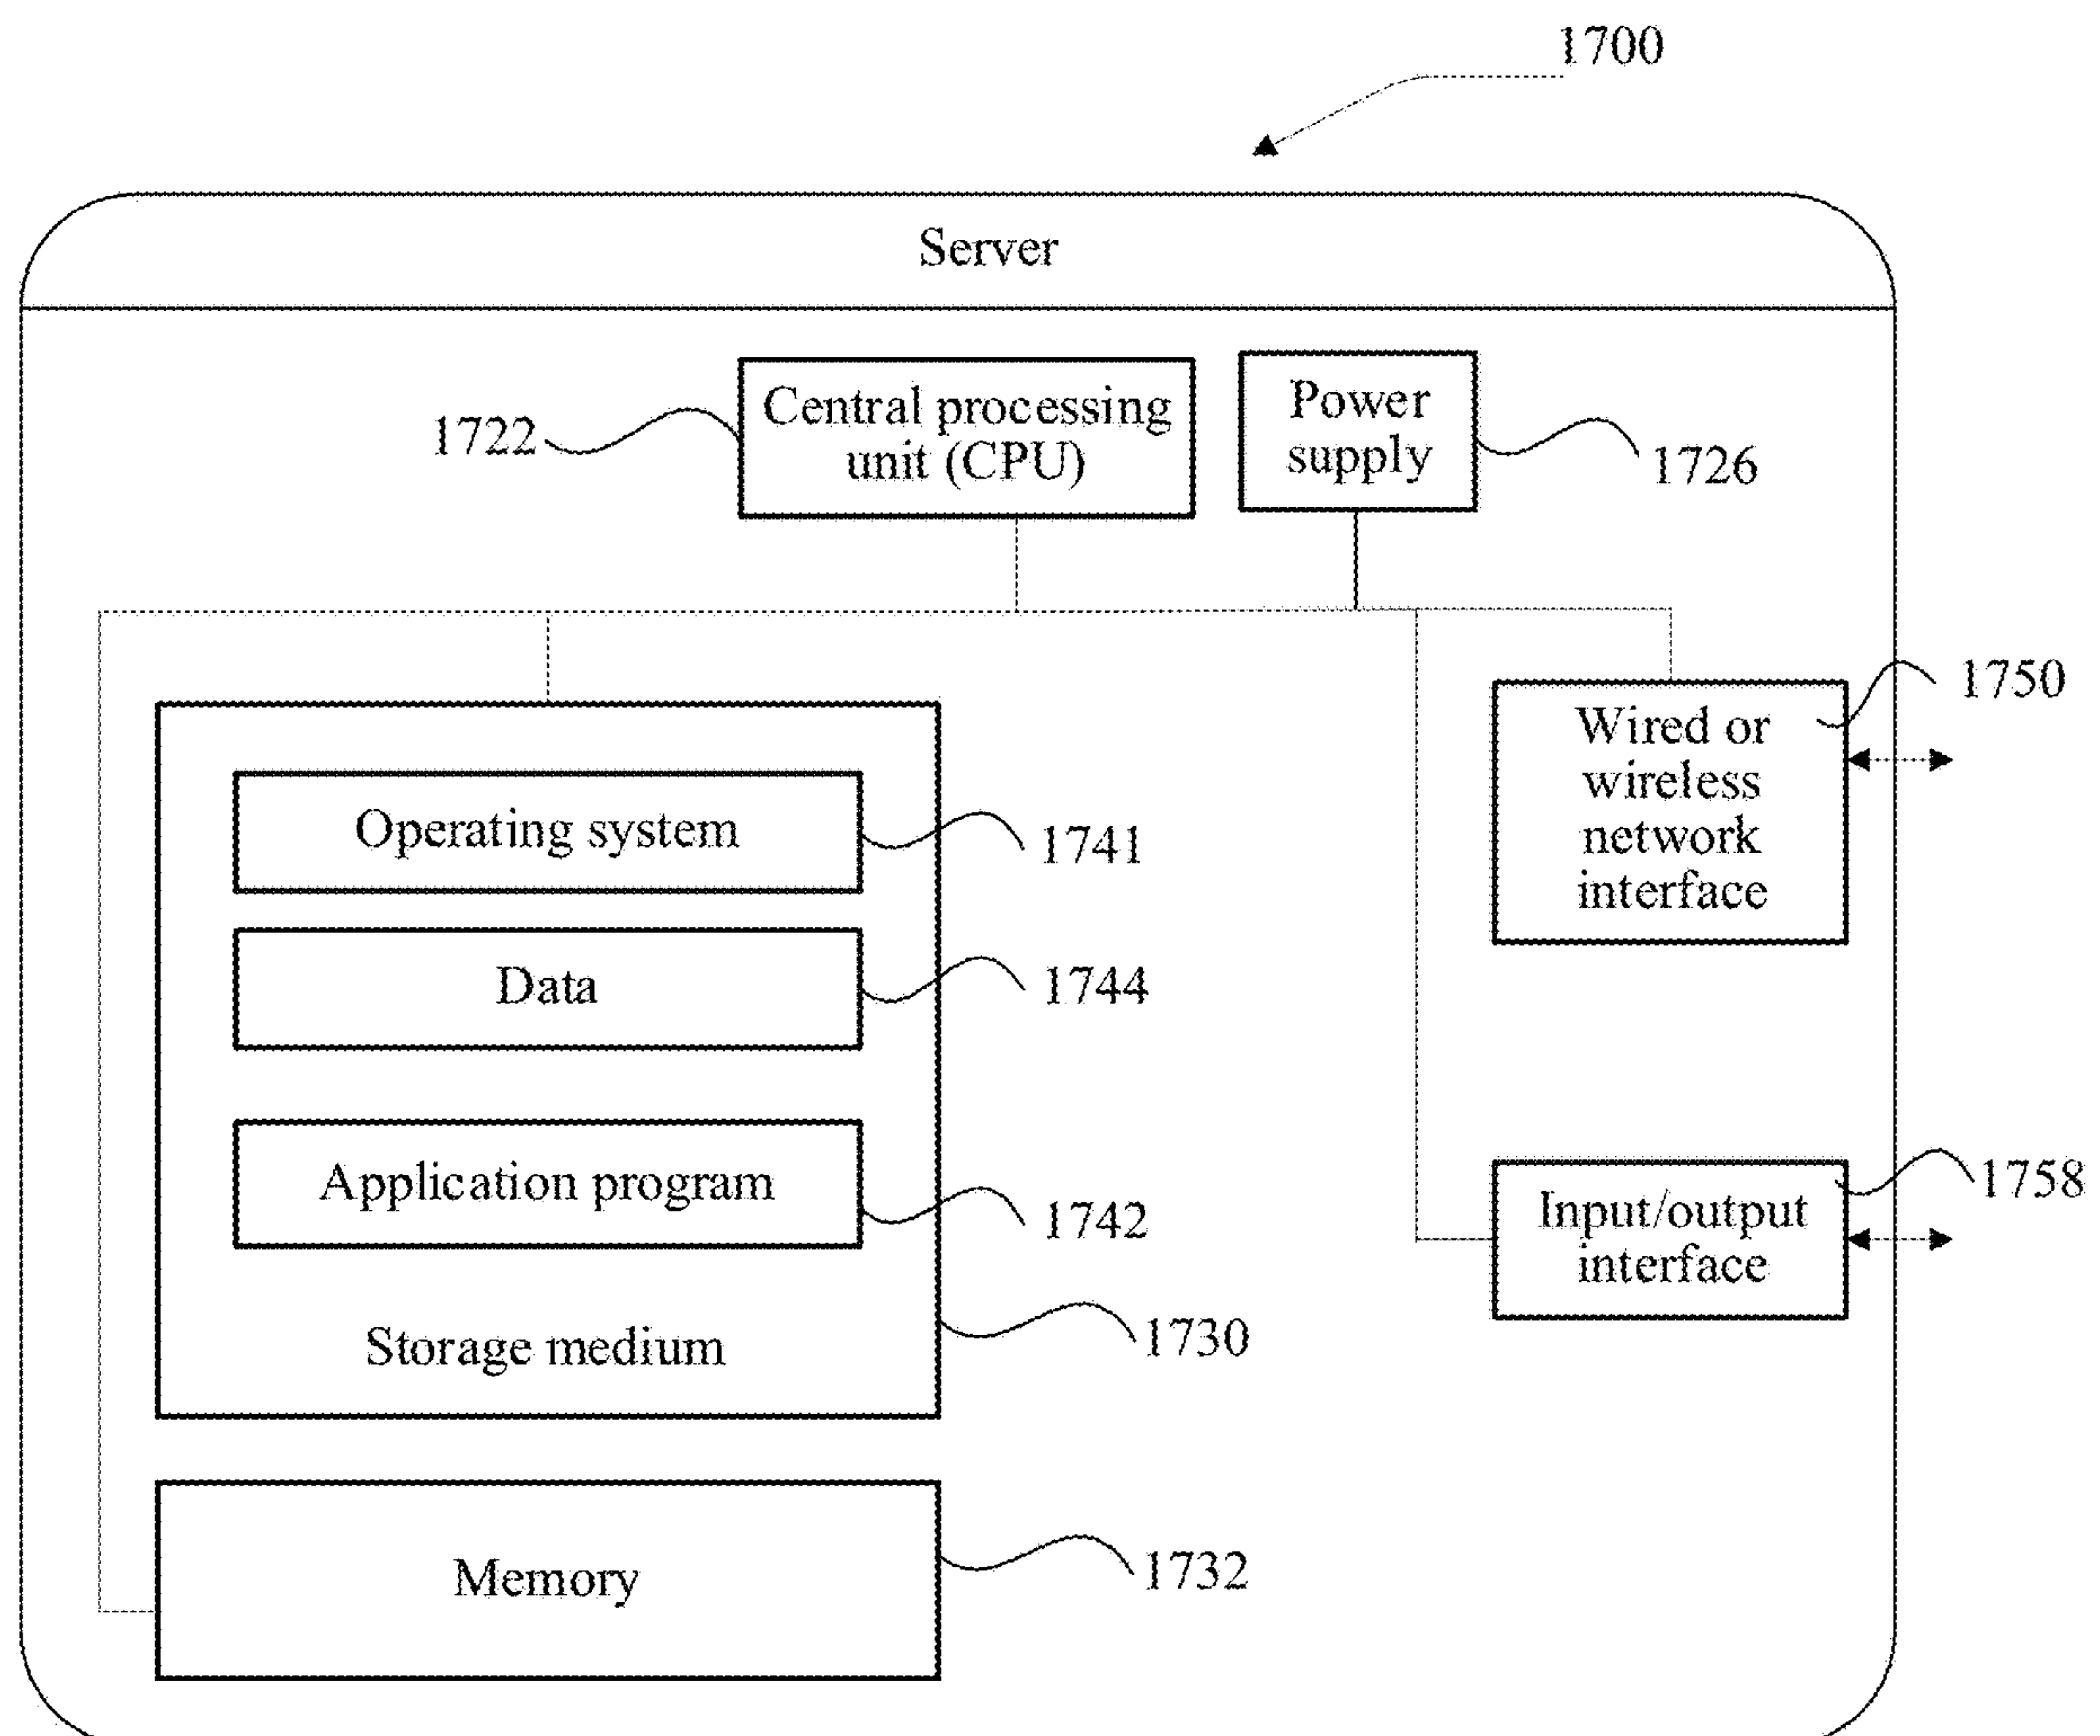 1700
Server
1722
Central processing
unit (CPU)
Power
supply
1726
1750
Wired or
wireless
network
interface
Operating system
1741
Data
1744
Application program
1742
1758
Input/output
interface
Storage medium
1730
Memory
1732